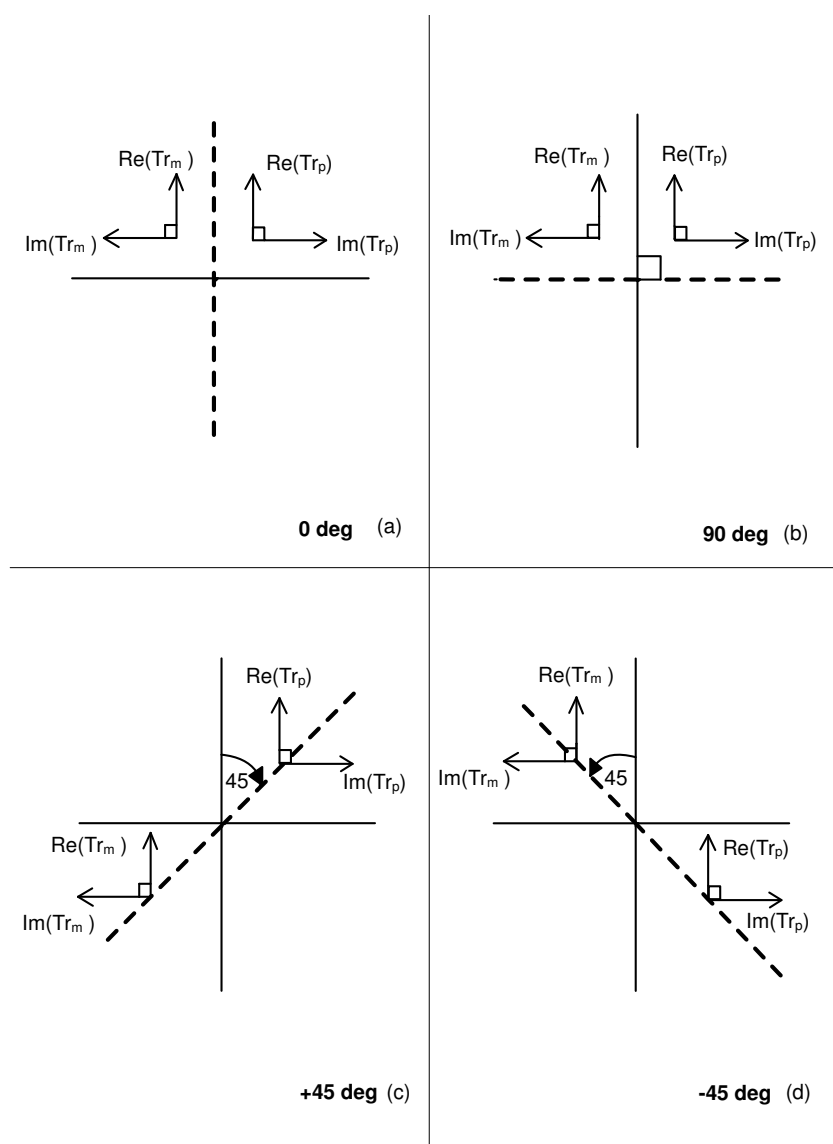 Re(Trm )
Re(Trp)
Im(Trm )
Im(Trp)
0 deg (a)
Re(Trm )
Re(Trp)
Im(Trm )
Im(Trp)
90 deg (b)
Re(Trp)
45
Im(Trp)
Re(Trm )
Im(Trm )
+45 deg (c)
Re(Trm )
Im(Trm )
45
Re(Trp)
Im(Trp)
-45 deg (d)